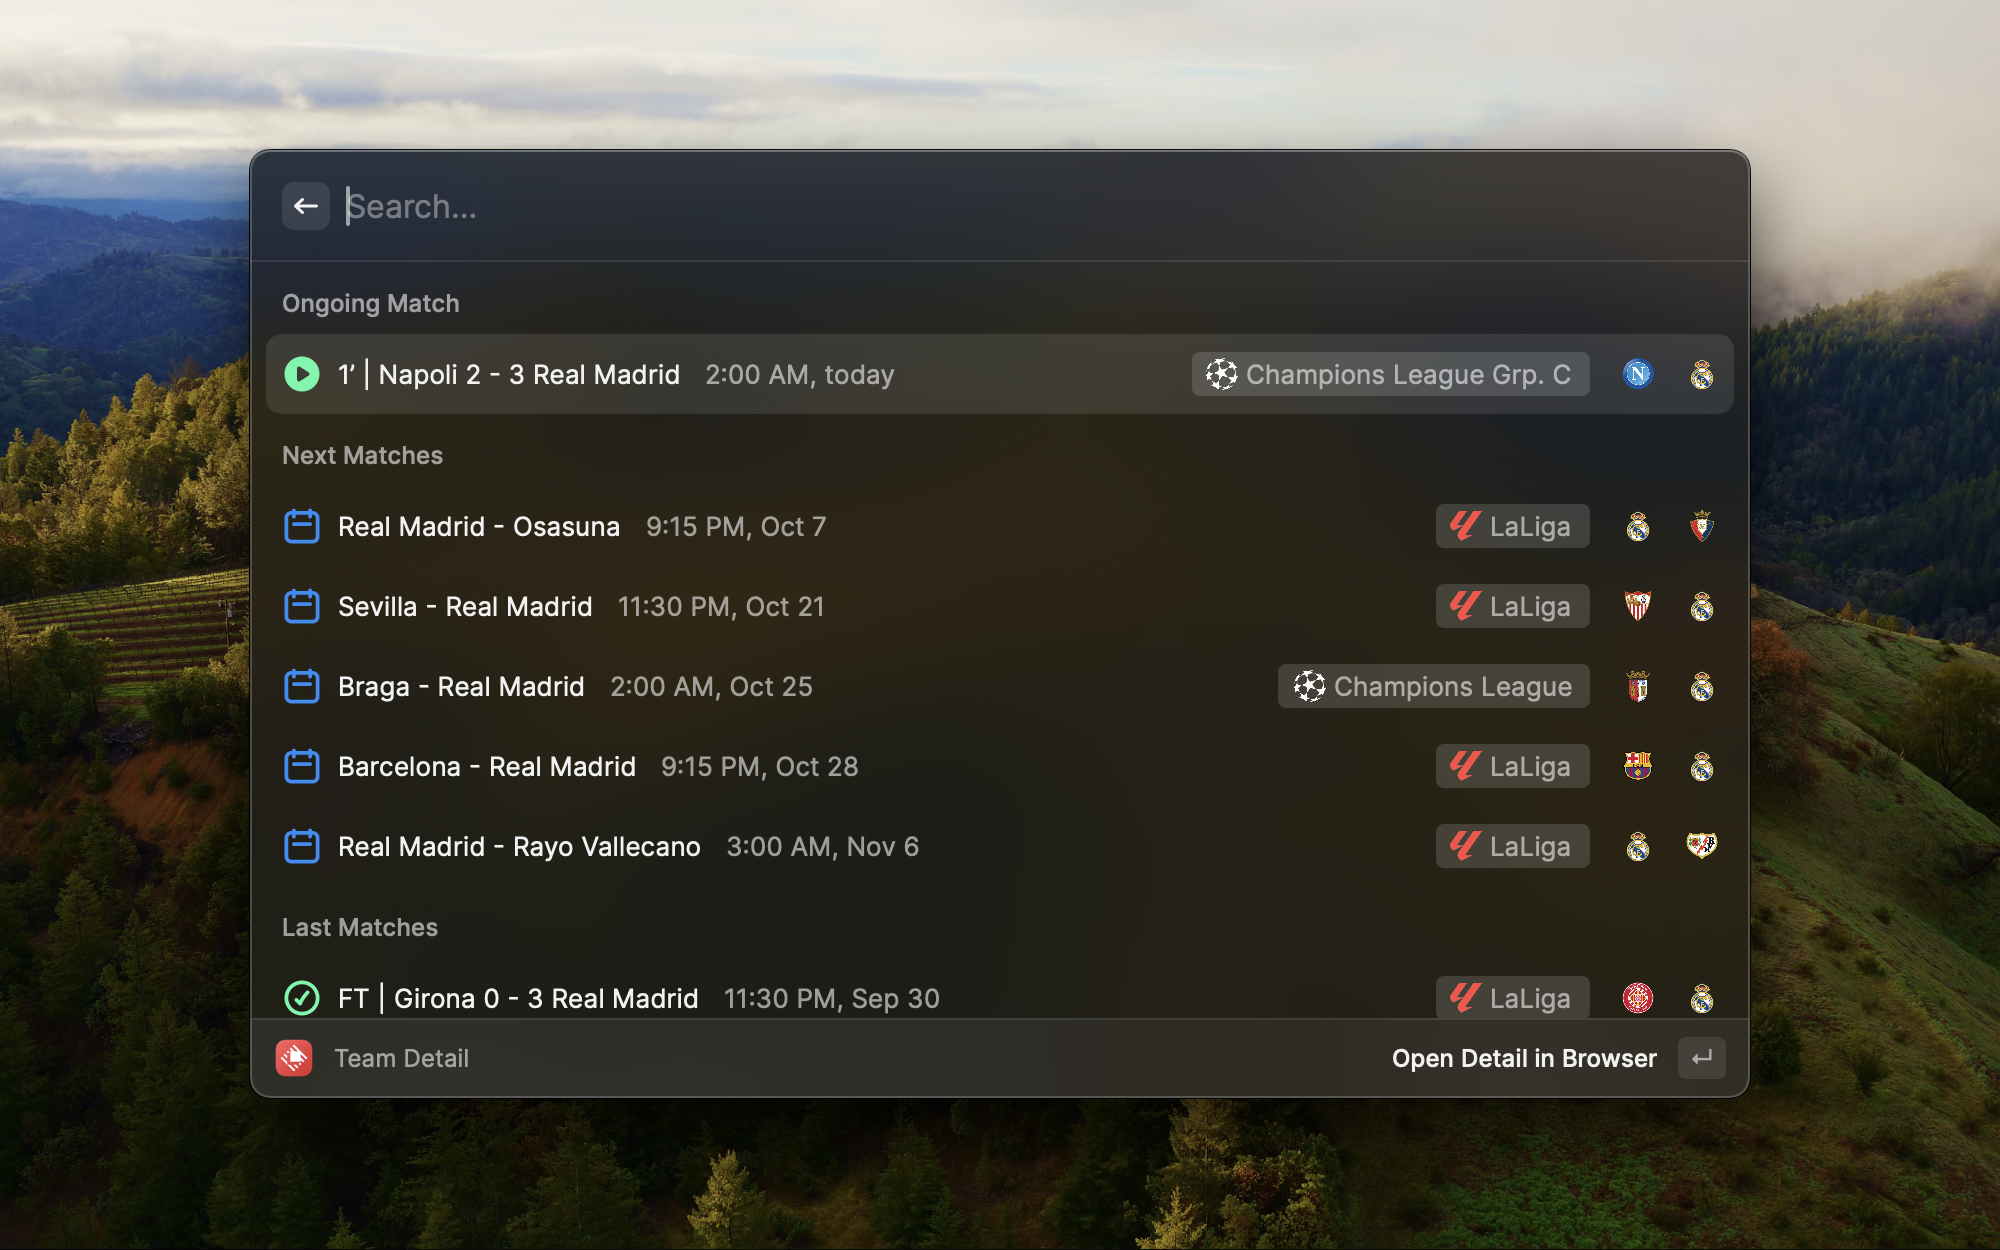 Search...
Ongoing Match
1’ | Napoli 2 - 3 Real Madrid 2:00 AM, today Champions League Grp. C
Next Matches
Real Madrid - Osasuna 9:15 PM, Oct 7 LaLiga
Sevilla - Real Madrid 11:30 PM, Oct 21 LaLiga
Braga - Real Madrid 2:00 AM, Oct 25 Champions League
Barcelona - Real Madrid 9:15 PM, Oct 28 LaLiga
Real Madrid - Rayo Vallecano 3:00 AM, Nov 6 LaLiga
Last Matches
FT | Girona 0 - 3 Real Madrid 11:30 PM, Sep 30 LaLiga
Team Detail Open Detail in Browser